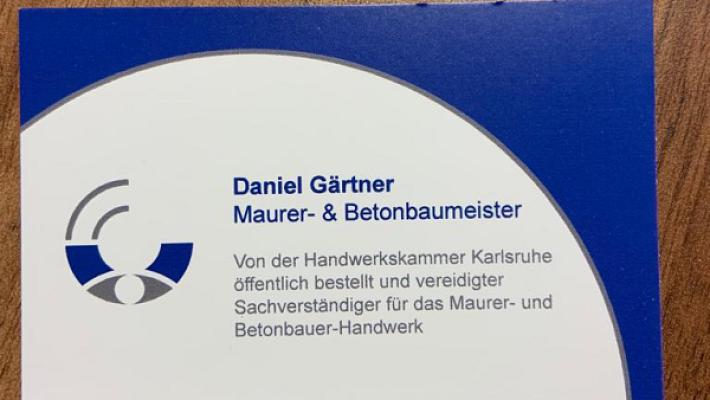 Daniel Gärtner
Maurer- & Betonbaumeister
Von der Handwerkskammer Karlsruhe
öffentlich bestellt und vereidigter
Sachverständiger für das Maurer- und
Betonbauer-Handwerk